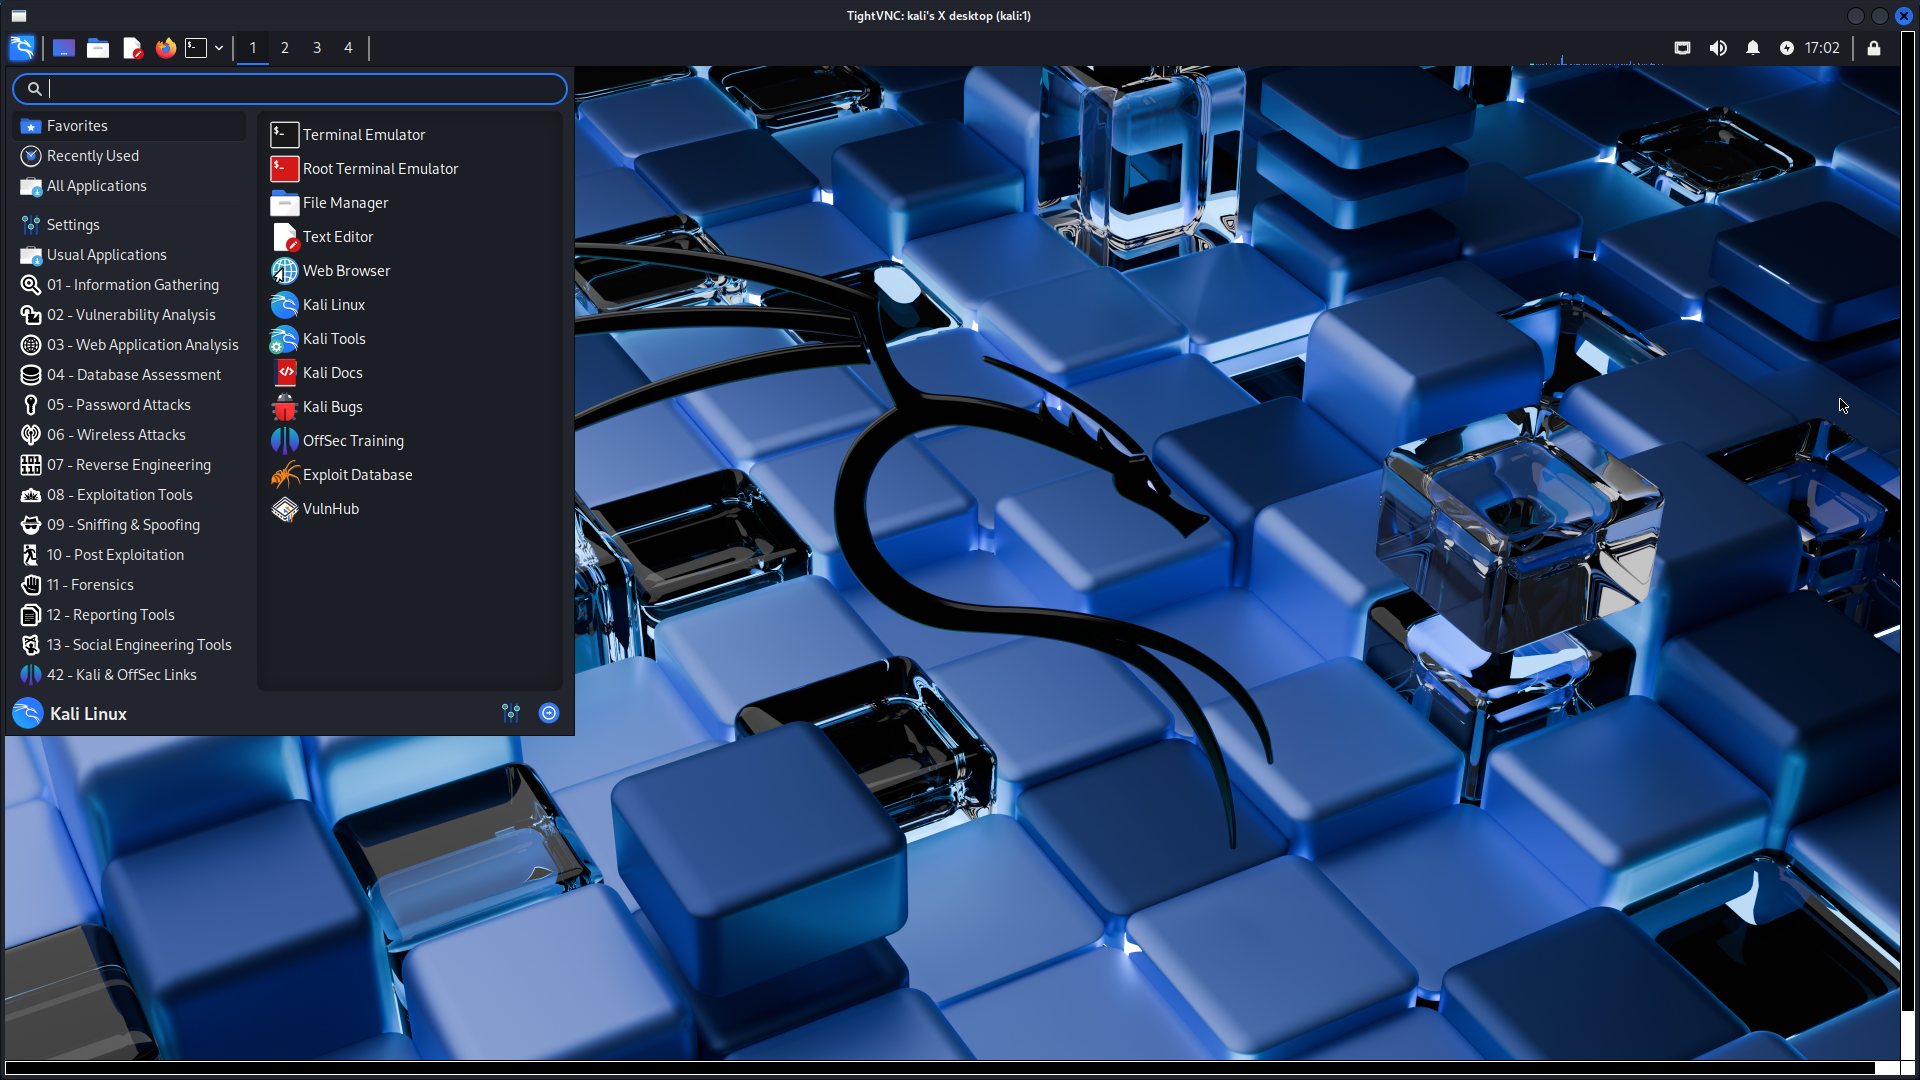 TightVNC: kali's X desktop (kali:1)
1 2 3 4
17:02
Favorites
Recently Used
All Applications
Settings
Usual Applications
01 - Information Gathering
02 - Vulnerability Analysis
03 - Web Application Analysis
04 - Database Assessment
05 - Password Attacks
06 - Wireless Attacks
07 - Reverse Engineering
08 - Exploitation Tools
09 - Sniffing & Spoofing
10 - Post Exploitation
11 - Forensics
12 - Reporting Tools
13 - Social Engineering Tools
42 - Kali & OffSec Links
Terminal Emulator
Root Terminal Emulator
File Manager
Text Editor
Web Browser
Kali Linux
Kali Tools
Kali Docs
Kali Bugs
OffSec Training
Exploit Database
VulnHub
Kali Linux